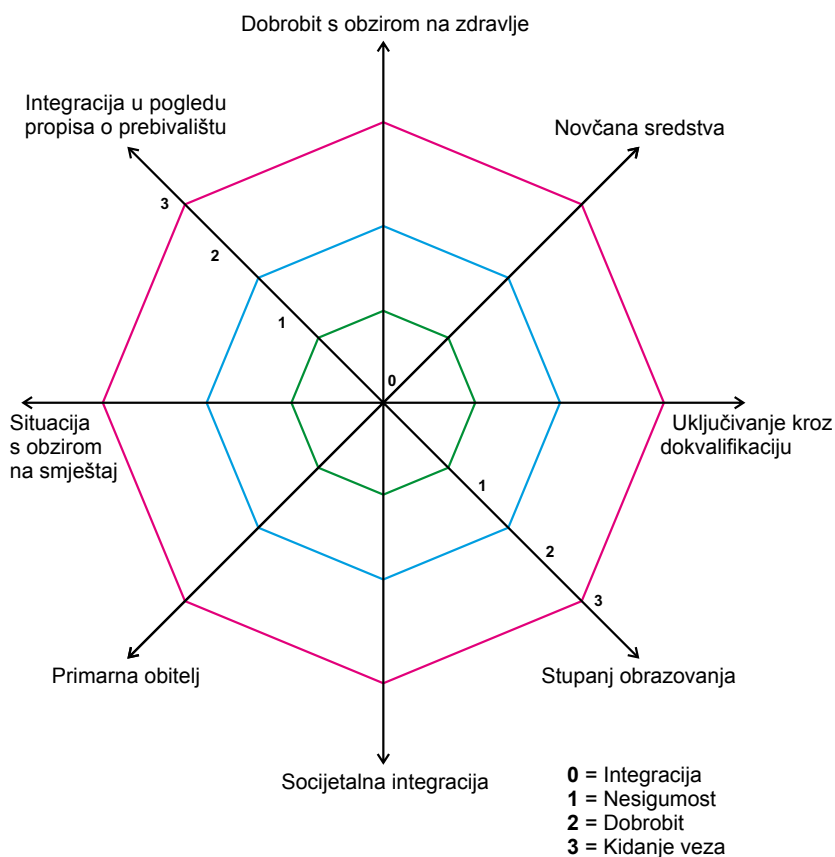 Dobrobit s obzirom na zdravlje
Integracija u pogledu
propisa o prebivalištu
Novčana sredstva
3
2
1
0
Situacija
s obzirom
na smještaj
Uključivanje kroz
dokvalifikaciju
1
2
3
Primarna obitelj
Stupanj obrazovanja
Socijetalna integracija
0 = Integracija
1 = Nesigumost
2 = Dobrobit
3 = Kidanje veza